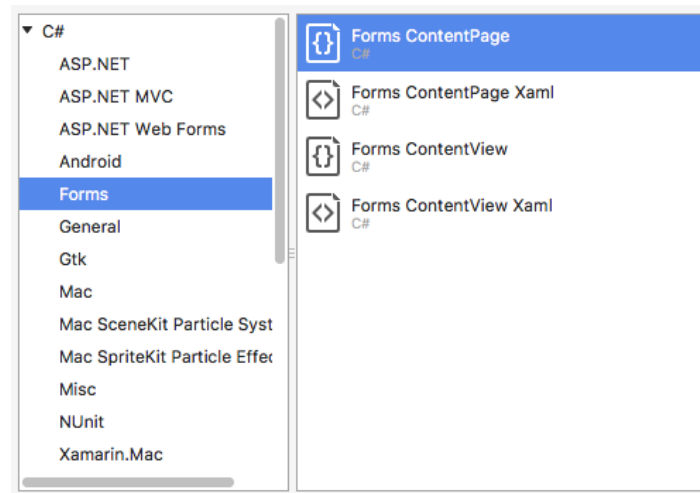 C#
ASP.NET
ASP.NET MVC
ASP.NET Web Forms
Android
Forms
General
Gtk
Mac
Mac SceneKit Particle Syst
Mac SpriteKit Particle Effec
Misc
NUnit
Xamarin.Mac
Forms ContentPage
C#
Forms ContentPage Xaml
C#
Forms ContentView
C#
Forms ContentView Xaml
C#